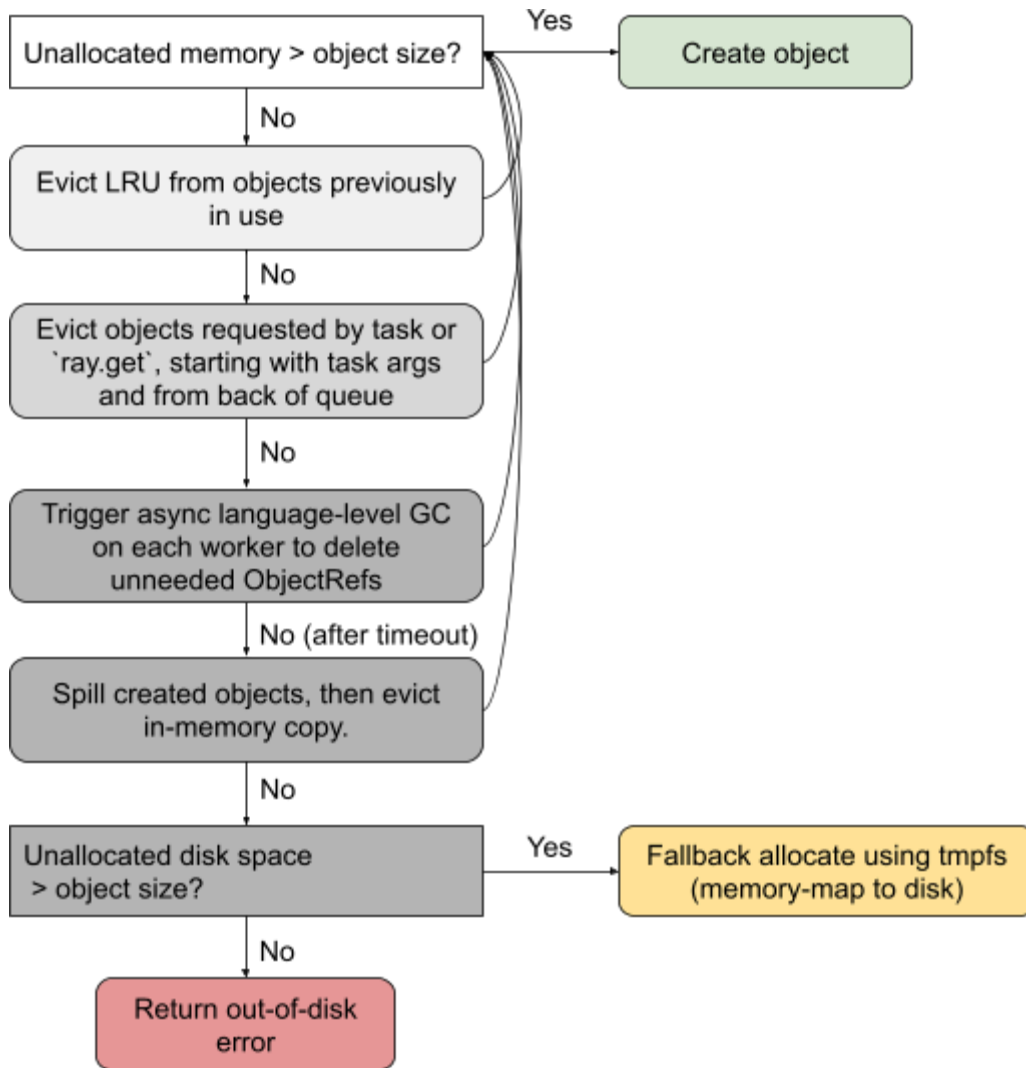 Yes
Unallocated memory > object size?
Create object
No
Evict LRU from objects previously
in use
No
Evict objects requested by task or
`ray.get`, starting with task args
and from back of queue
No
Trigger async language-level GC
on each worker to delete
unneeded ObjectRefs
No (after timeout)
Spill created objects, then evict
in-memory copy.
No
Unallocated disk space
> object size?
Yes
Fallback allocate using tmpfs
(memory-map to disk)
No
Return out-of-disk
error